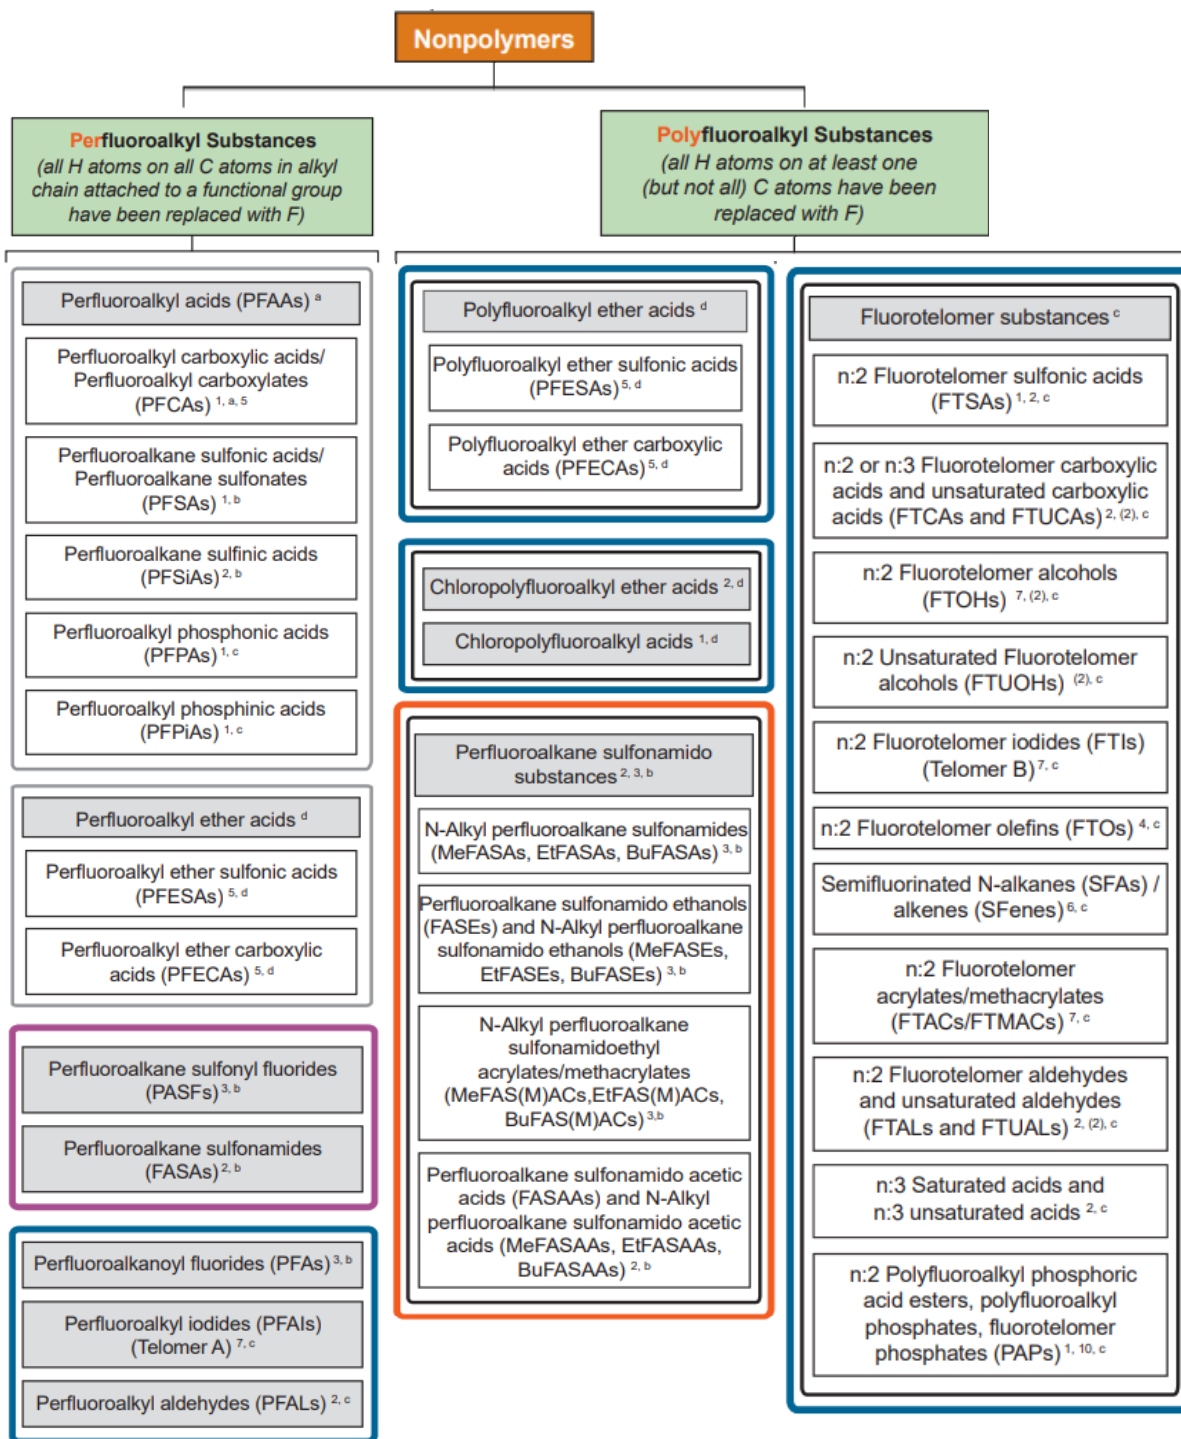 Nonpolymers
Perfluoroalkyl Substances
(all H atoms on all C atoms in alkyl
chain attached to a functional group
have been replaced with F)
Perfluoroalkyl acids (PFAAs) a
Perfluoroalkyl carboxylic acids/
Perfluoroalkyl carboxylates
(PFCAs) 1, a, 5
Perfluoroalkane sulfonic acids/
Perfluoroalkane sulfonates
(PFSAs) 1, b
Perfluoroalkane sulfinic acids
(PFSiAs) 2, b
Perfluoroalkyl phosphonic acids
(PFPAs) 1, c
Perfluoroalkyl phosphinic acids
(PFPiAs) 1, c
Perfluoroalkyl ether acids d
Perfluoroalkyl ether sulfonic acids
(PFESAs) 5, d
Perfluoroalkyl ether carboxylic
acids (PFECAs) 5, d
Perfluoroalkane sulfonyl fluorides
(PASFs) 3, b
Perfluoroalkane sulfonamides
(FASAs) 2, b
Perfluoroalkanoyl fluorides (PFAs) 3, b
Perfluoroalkyl iodides (PFAIs)
(Telomer A) 7, c
Perfluoroalkyl aldehydes (PFALs) 2, c
Polyfluoroalkyl Substances
(all H atoms on at least one
(but not all) C atoms have been
replaced with F)
Polyfluoroalkyl ether acids d
Polyfluoroalkyl ether sulfonic acids
(PFESAs) 5, d
Polyfluoroalkyl ether carboxylic
acids (PFECAs) 5, d
Chloropolyfluoroalkyl ether acids 2, d
Chloropolyfluoroalkyl acids 1, d
Perfluoroalkane sulfonamido
substances 2, 3, b
N-Alkyl perfluoroalkane sulfonamides
(MeFASAs, EtFASAs, BuFASAs) 3, b
Perfluoroalkane sulfonamido ethanols
(FASEs) and N-Alkyl perfluoroalkane
sulfonamido ethanols (MeFASEs,
EtFASEs, BuFASEs) 3, b
N-Alkyl perfluoroalkane
sulfonamidoethyl
acrylates/methacrylates
(MeFAS(M)ACs,EtFAS(M)ACs,
BuFAS(M)ACs) 3,b
Perfluoroalkane sulfonamido acetic
acids (FASAAs) and N-Alkyl
perfluoroalkane sulfonamido acetic
acids (MeFASAAs, EtFASAAs,
BuFASAAs) 2, b
Fluorotelomer substances c
n:2 Fluorotelomer sulfonic acids
(FTSAs) 1, 2, c
n:2 or n:3 Fluorotelomer carboxylic
acids and unsaturated carboxylic
acids (FTCAs and FTUCAs) 2, (2), c
n:2 Fluorotelomer alcohols
(FTOHs) 7, (2), c
n:2 Unsaturated Fluorotelomer
alcohols (FTUOHs) (2), c
n:2 Fluorotelomer iodides (FTIs)
(Telomer B) 7, c
n:2 Fluorotelomer olefins (FTOs) 4, c
Semifluorinated N-alkanes (SFAs) /
alkenes (SFenes) 6, c
n:2 Fluorotelomer
acrylates/methacrylates
(FTACs/FTMACs) 7, c
n:2 Fluorotelomer aldehydes
and unsaturated aldehydes
(FTALs and FTUALs) 2, (2), c
n:3 Saturated acids and
n:3 unsaturated acids 2, c
n:2 Polyfluoroalkyl phosphoric
acid esters, polyfluoroalkyl
phosphates, fluorotelomer
phosphates (PAPs) 1, 10, c